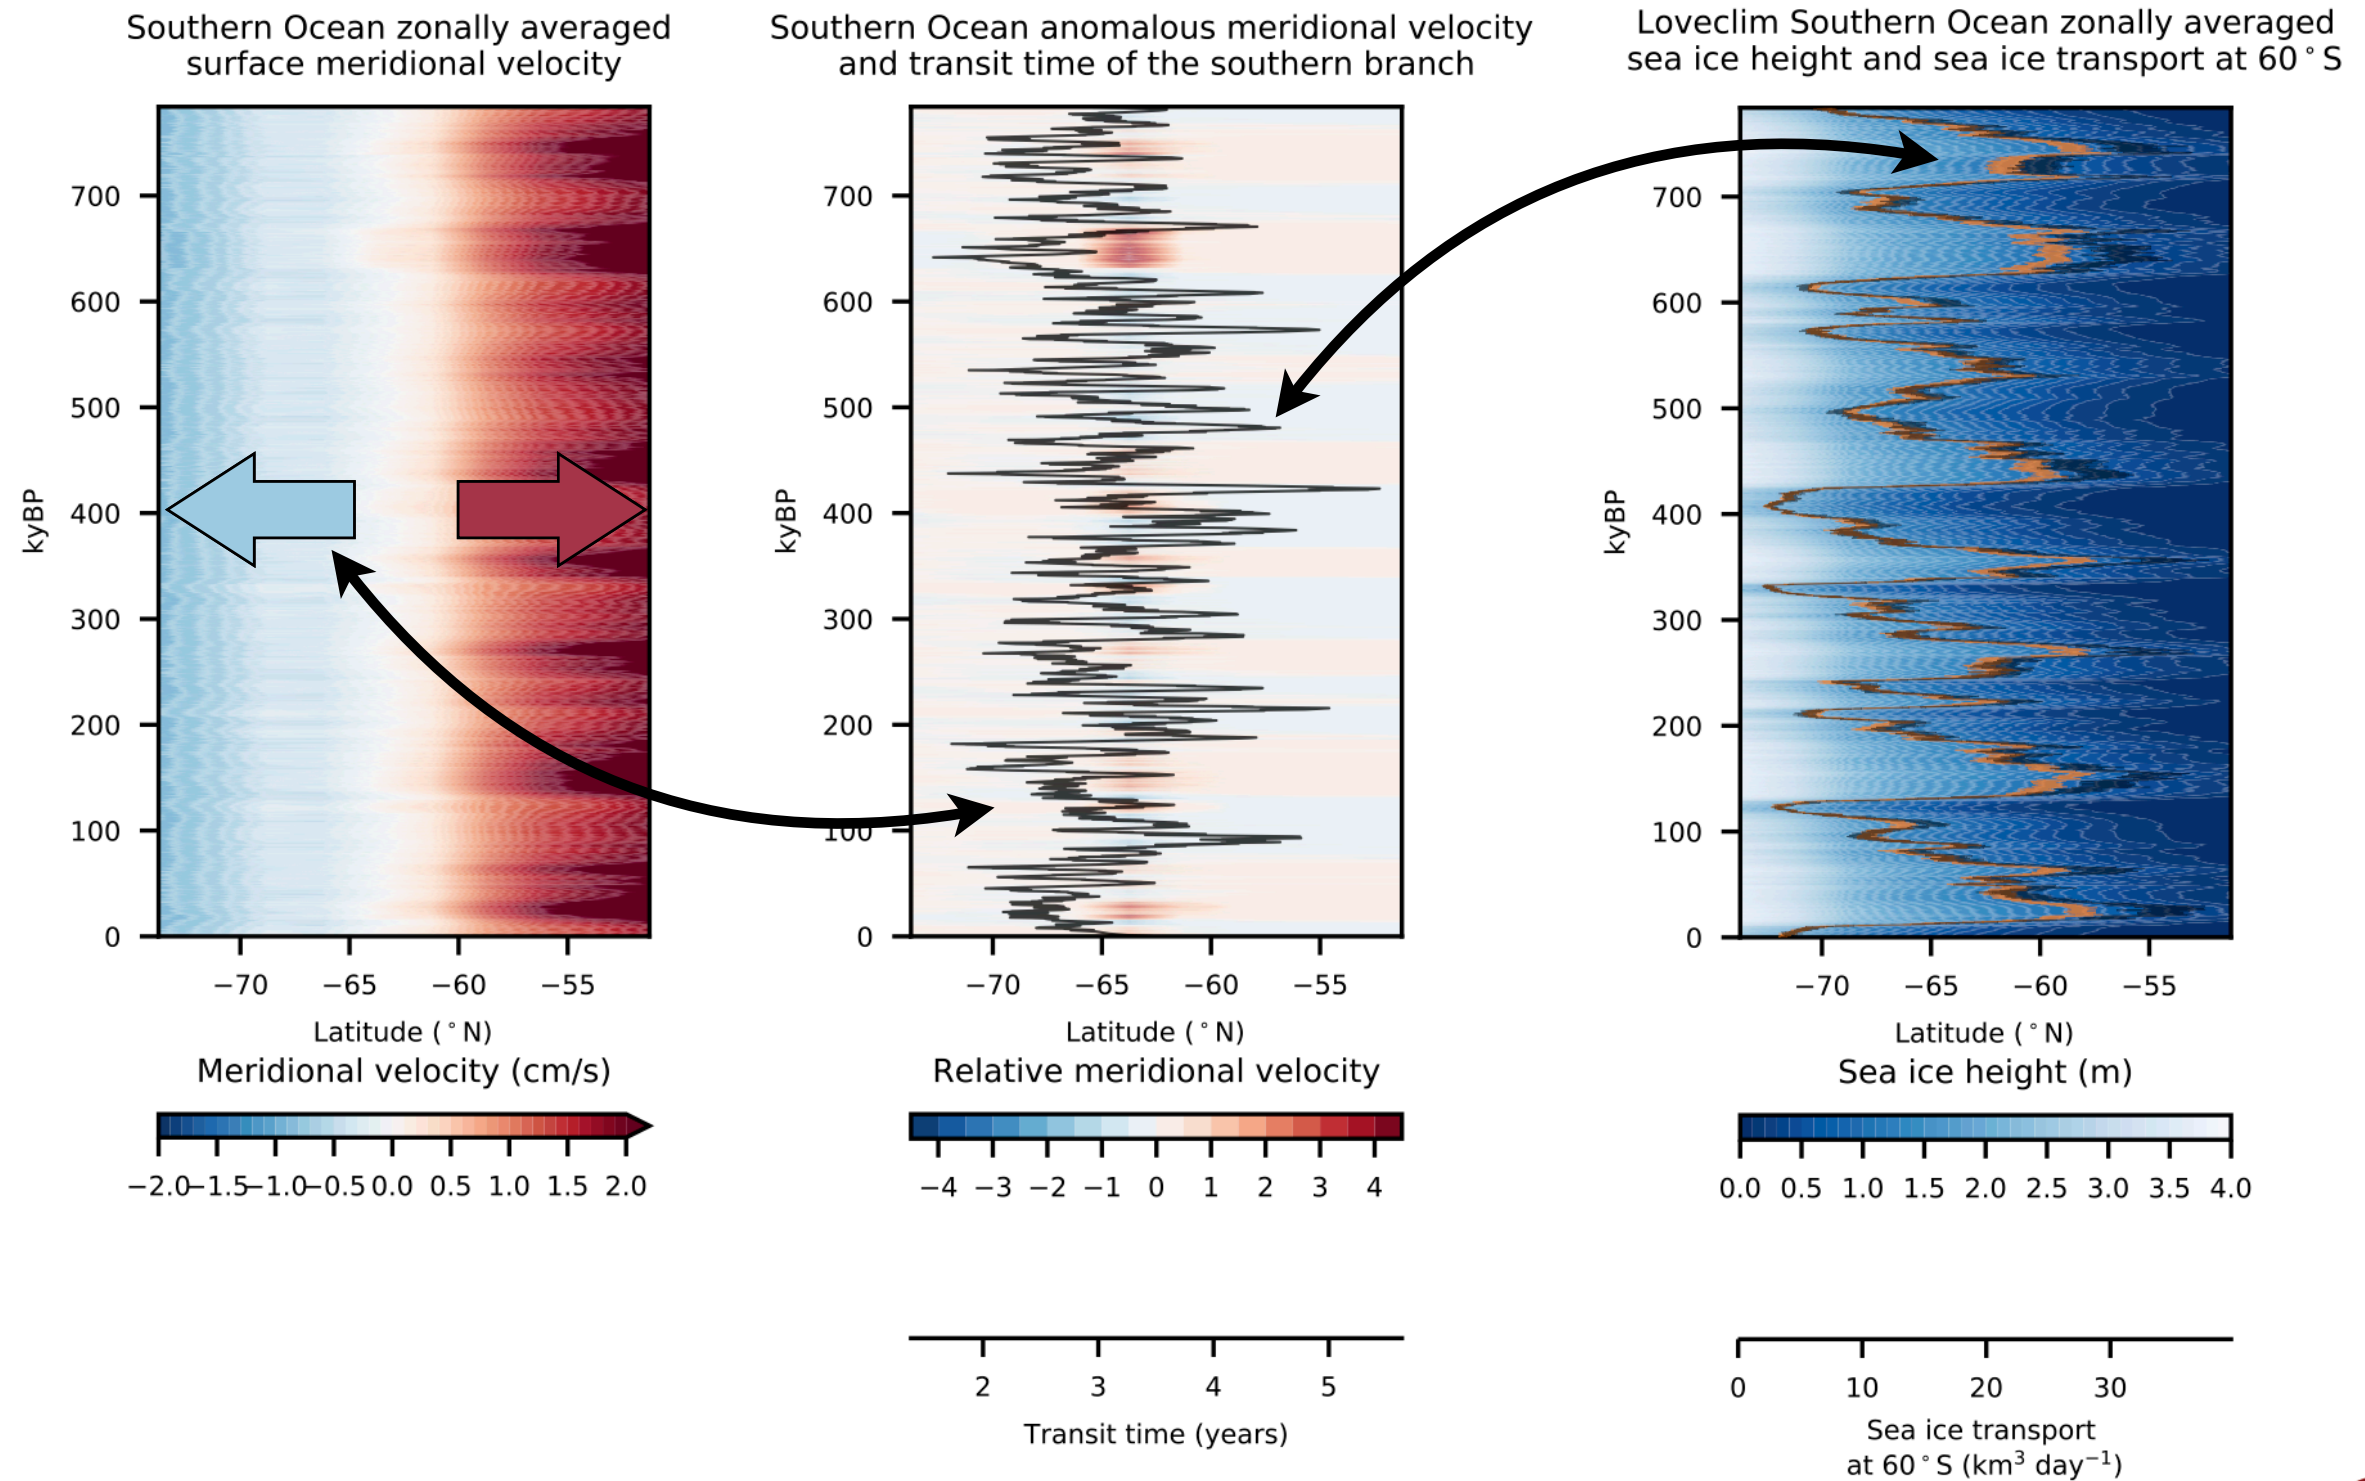 Southern Ocean zonally averaged
surface meridional velocity
700
600
500
400
300
200
100
0
kyBP
−70 −65 −60 −55
Latitude (°N)
Meridional velocity (cm/s)
−2.0 −1.5 −1.0 −0.5 0.0 0.5 1.0 1.5 2.0
Southern Ocean anomalous meridional velocity
and transit time of the southern branch
700
600
500
400
300
200
100
0
kyBP
−70 −65 −60 −55
Latitude (°N)
Relative meridional velocity
−4 −3 −2 −1 0 1 2 3 4
2 3 4 5
Transit time (years)
Loveclim Southern Ocean zonally averaged
sea ice height and sea ice transport at 60°S
700
600
500
400
300
200
100
0
kyBP
−70 −65 −60 −55
Latitude (°N)
Sea ice height (m)
0.0 0.5 1.0 1.5 2.0 2.5 3.0 3.5 4.0
0 10 20 30
Sea ice transport
at 60°S (km³ day⁻¹)